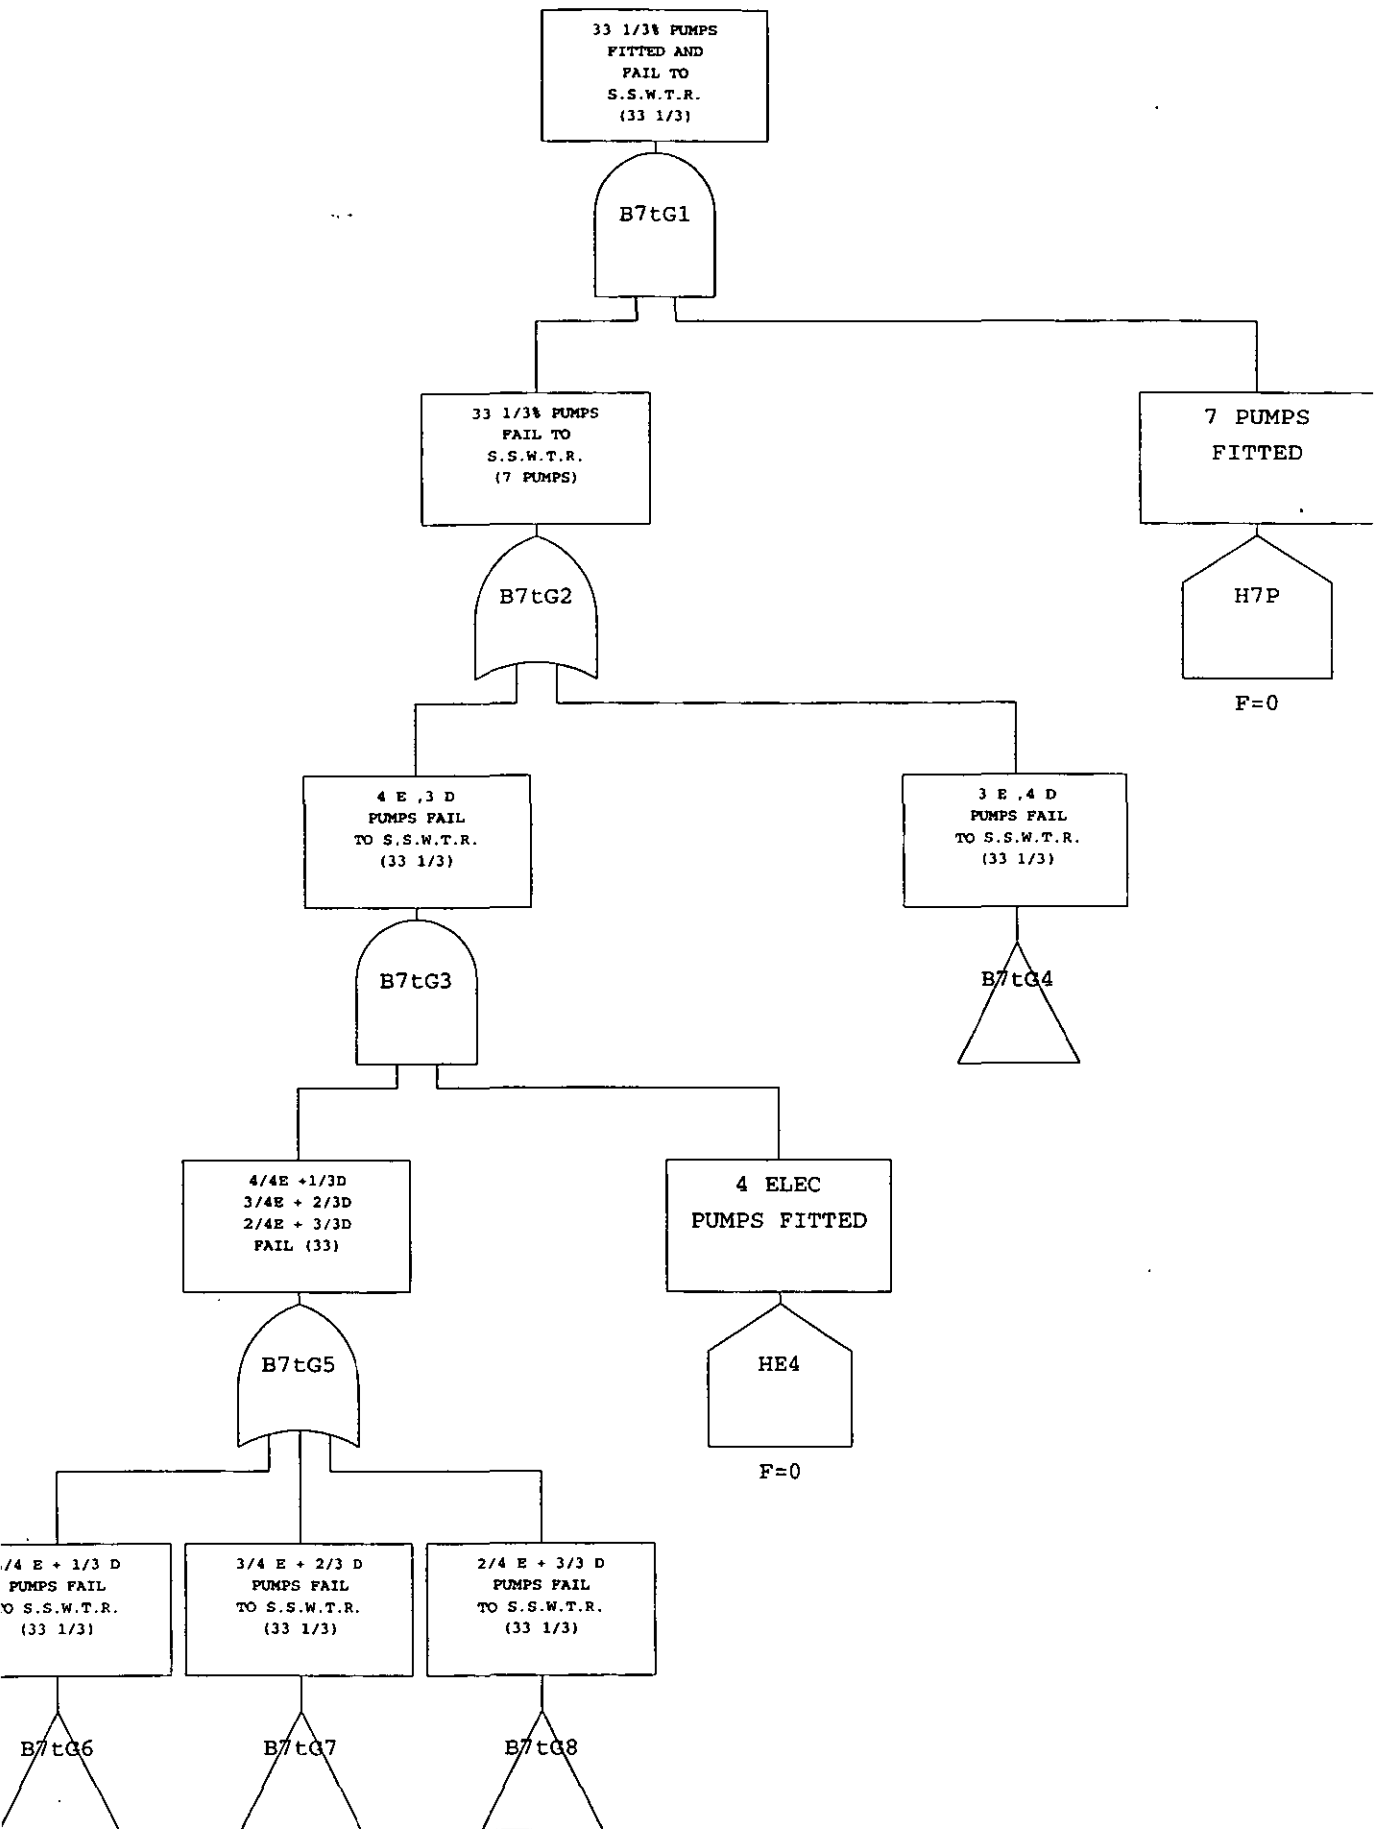 33 1/3% PUMPS
FITTED AND
FAIL TO
S.S.W.T.R.
(33 1/3)
B7tG1
33 1/3% PUMPS
FAIL TO
S.S.W.T.R.
(7 PUMPS)
7 PUMPS
FITTED
B7tG2
H7P
F=0
4 E ,3 D
PUMPS FAIL
TO S.S.W.T.R.
(33 1/3)
3 E ,4 D
PUMPS FAIL
TO S.S.W.T.R.
(33 1/3)
B7tG3
B7tG4
4/4E +1/3D
3/4E + 2/3D
2/4E + 3/3D
FAIL (33)
4 ELEC
PUMPS FITTED
B7tG5
HE4
F=0
/4 E + 1/3 D
PUMPS FAIL
O S.S.W.T.R.
(33 1/3)
3/4 E + 2/3 D
PUMPS FAIL
TO S.S.W.T.R.
(33 1/3)
2/4 E + 3/3 D
PUMPS FAIL
TO S.S.W.T.R.
(33 1/3)
B7tG6
B7tG7
B7tG8